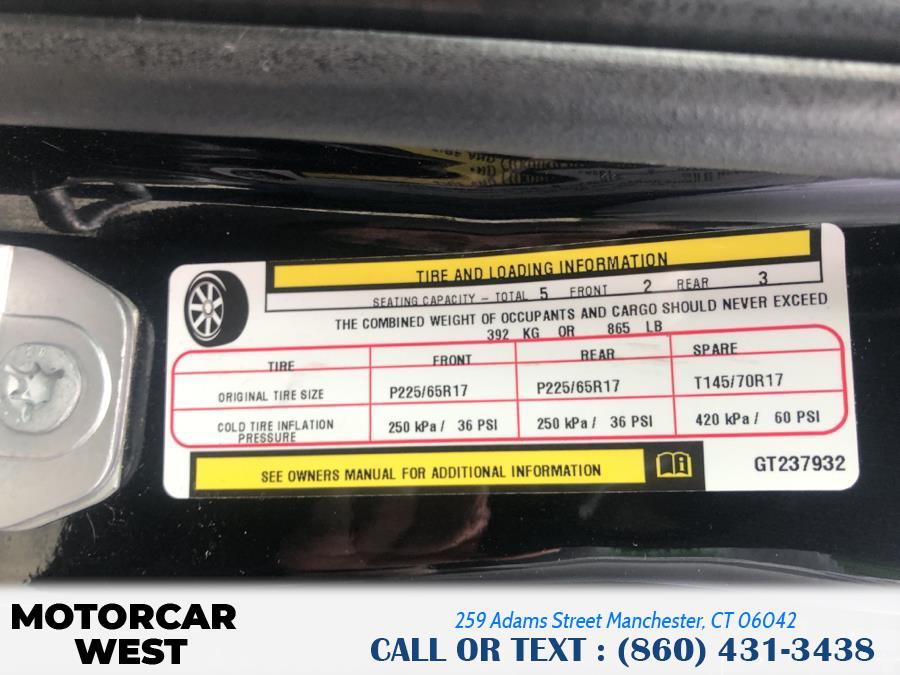 TIRE AND LOADING INFORMATION
SEATING CAPACITY – TOTAL 5 FRONT 2 REAR 3
THE COMBINED WEIGHT OF OCCUPANTS AND CARGO SHOULD NEVER EXCEED
392 KG OR 865 LB
TIRE FRONT REAR SPARE
ORIGINAL TIRE SIZE P225/65R17 P225/65R17 T145/70R17
COLD TIRE INFLATION PRESSURE 250 kPa / 36 PSI 250 kPa / 36 PSI 420 kPa / 60 PSI
SEE OWNERS MANUAL FOR ADDITIONAL INFORMATION
GT237932
MOTORCAR
WEST
259 Adams Street Manchester, CT 06042
CALL OR TEXT : (860) 431-3438